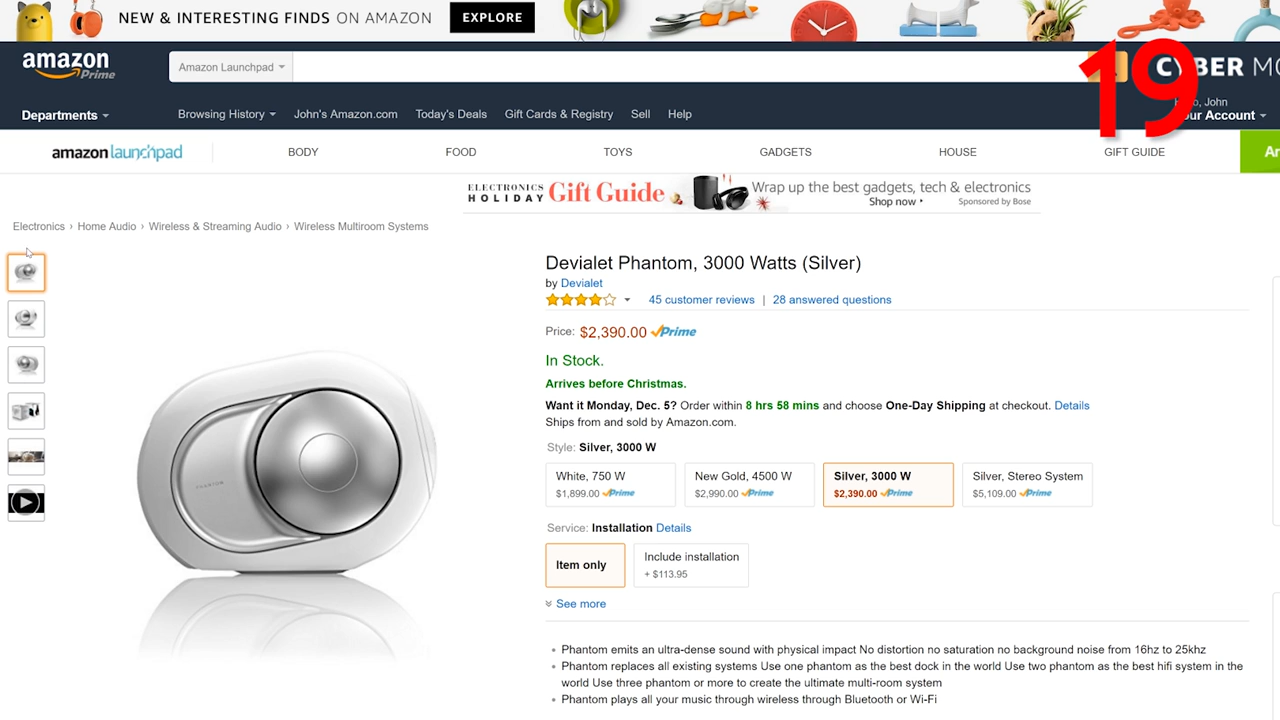 NEW & INTERESTING FINDS ON AMAZON EXPLORE
amazon Prime
Amazon Launchpad
CYBER MO
19
Departments
Browsing History John's Amazon.com Today's Deals Gift Cards & Registry Sell Help
John
Your Account
amazon launchpad BODY FOOD TOYS GADGETS HOUSE GIFT GUIDE
ELECTRONICS HOLIDAY Gift Guide Wrap up the best gadgets, tech & electronics
Shop now Sponsored by Bose
Electronics › Home Audio › Wireless & Streaming Audio › Wireless Multiroom Systems
Devialet Phantom, 3000 Watts (Silver)
by Devialet
45 customer reviews | 28 answered questions
Price: $2,390.00 Prime
In Stock.
Arrives before Christmas.
Want it Monday, Dec. 5? Order within 8 hrs 58 mins and choose One-Day Shipping at checkout. Details
Ships from and sold by Amazon.com.
Style: Silver, 3000 W
White, 750 W New Gold, 4500 W Silver, 3000 W Silver, Stereo System
$1,899.00 Prime $2,990.00 Prime $2,390.00 Prime $5,109.00 Prime
Service: Installation Details
Item only
Include installation
+ $113.95
See more
PHANTOM
• Phantom emits an ultra-dense sound with physical impact No distortion no saturation no background noise from 16hz to 25khz
• Phantom replaces all existing systems Use one phantom as the best dock in the world Use two phantom as the best hifi system in the
world Use three phantom or more to create the ultimate multi-room system
• Phantom plays all your music through wireless through Bluetooth or Wi-Fi